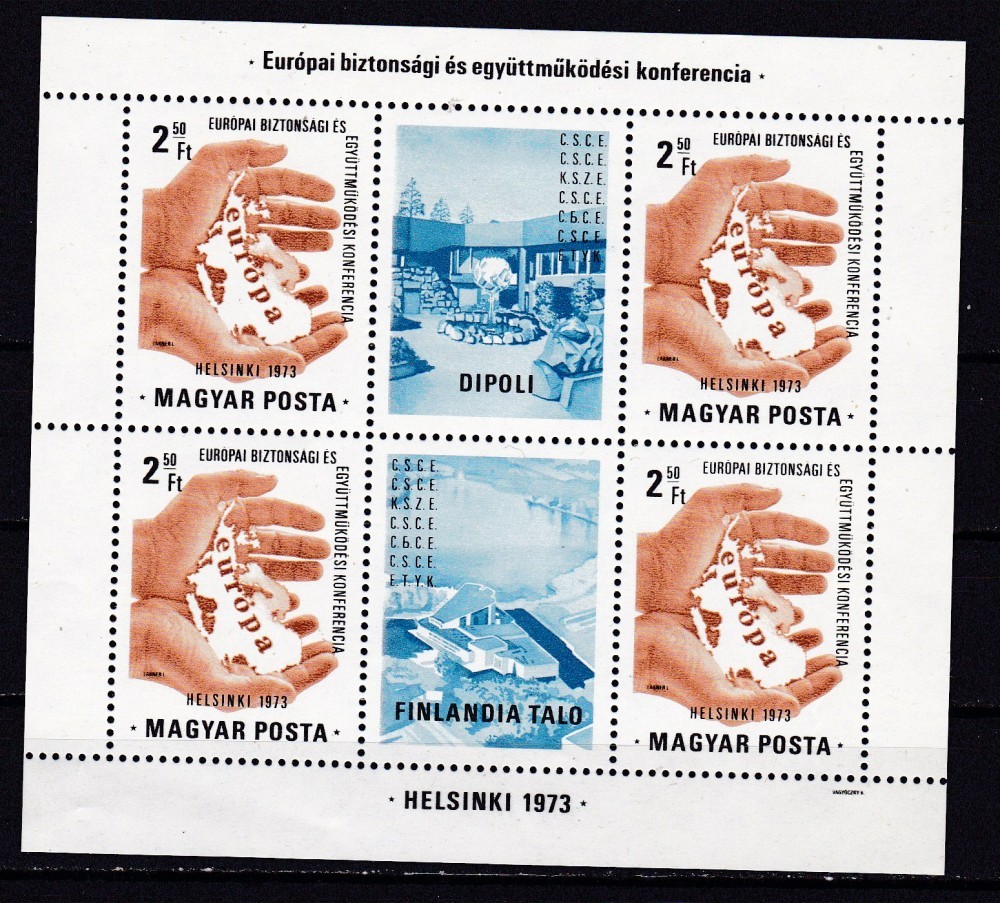 * Európai biztonsági és együttműködési konferencia *
2 50 Ft
EURÓPAI BIZTONSÁGI ÉS
EGYÜTTMŰKÖDÉSI KONFERENCIA
európa
HELSINKI 1973
* MAGYAR POSTA *
C.S.C.E.
C.S.C.E.
K.S.Z.E.
C.S.C.E.
С.Б.С.Е.
C.S.C.E.
E.T.Y.K.
DIPOLI
2 50 Ft
EURÓPAI BIZTONSÁGI ÉS
EGYÜTTMŰKÖDÉSI KONFERENCIA
európa
HELSINKI 1973
* MAGYAR POSTA *
2 50 Ft
EURÓPAI BIZTONSÁGI ÉS
EGYÜTTMŰKÖDÉSI KONFERENCIA
európa
HELSINKI 1973
* MAGYAR POSTA *
C.S.C.E.
C.S.C.E.
K.S.Z.E.
C.S.C.E.
С.Б.С.Е.
C.S.C.E.
E.T.Y.K.
FINLANDIA TALO
2 50 Ft
EURÓPAI BIZTONSÁGI ÉS
EGYÜTTMŰKÖDÉSI KONFERENCIA
európa
HELSINKI 1973
* MAGYAR POSTA *
* HELSINKI 1973 *